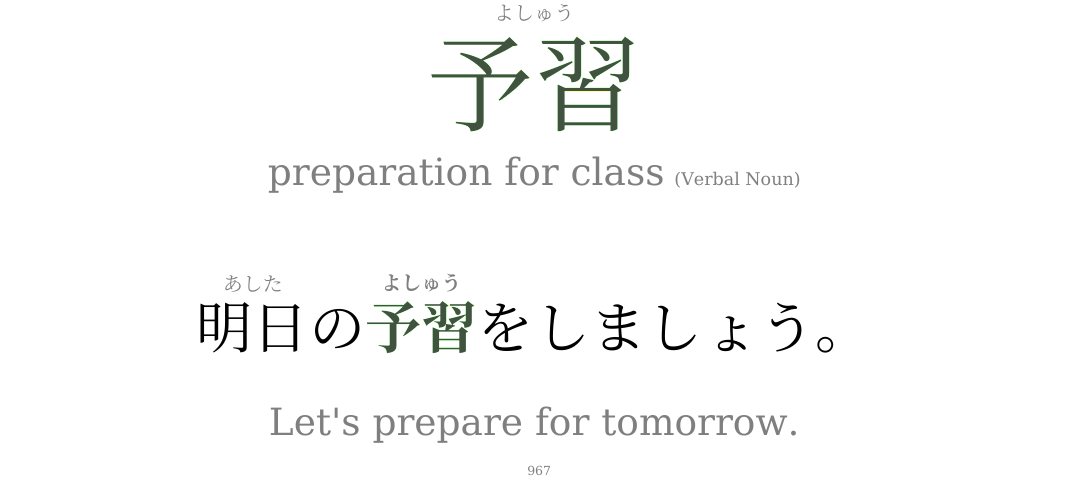 よしゅう
予習
preparation for class (Verbal Noun)
あした よしゅう
明日の予習をしましょう。
Let's prepare for tomorrow.
967